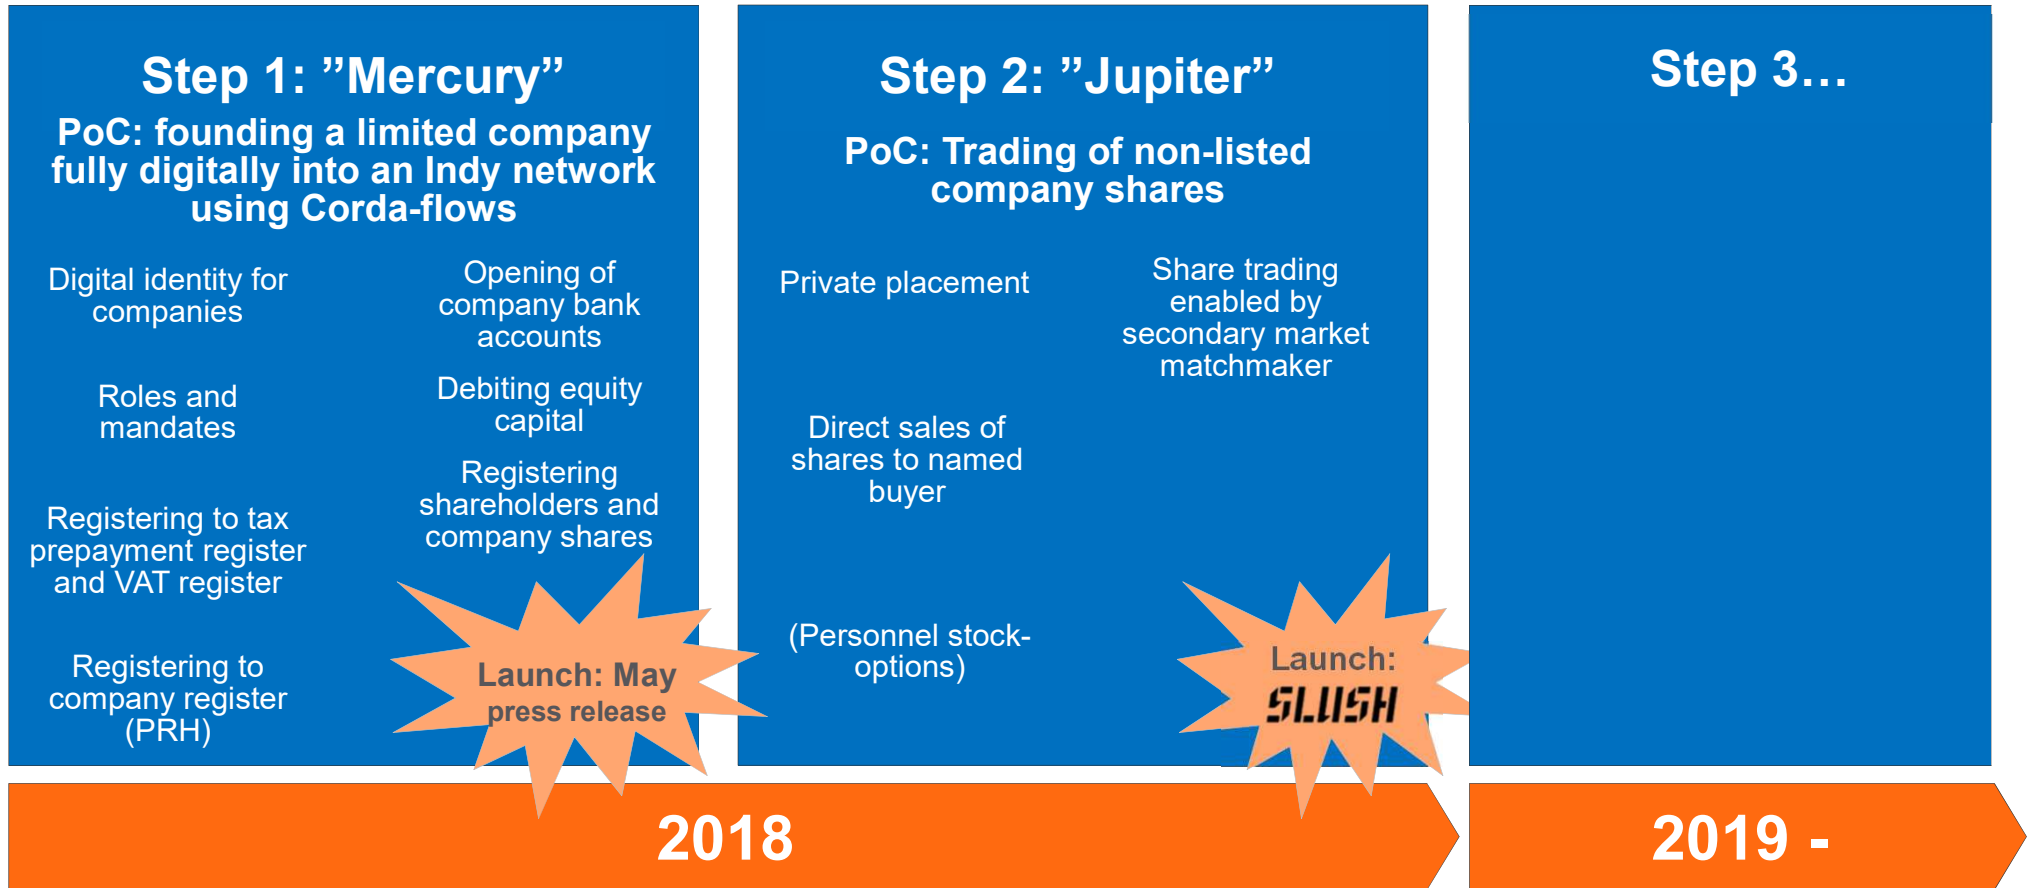 Step 1: ”Mercury”
PoC: founding a limited company
fully digitally into an Indy network
using Corda-flows
Digital identity for
companies
Roles and
mandates
Registering to tax
prepayment register
and VAT register
Registering to
company register
(PRH)
Opening of
company bank
accounts
Debiting equity
capital
Registering
shareholders and
company shares
Launch: May
press release
Step 2: ”Jupiter”
PoC: Trading of non-listed
company shares
Private placement
Direct sales of
shares to named
buyer
(Personnel stock-
options)
Share trading
enabled by
secondary market
matchmaker
Launch:
SLUSH
Step 3…
2018
2019 -